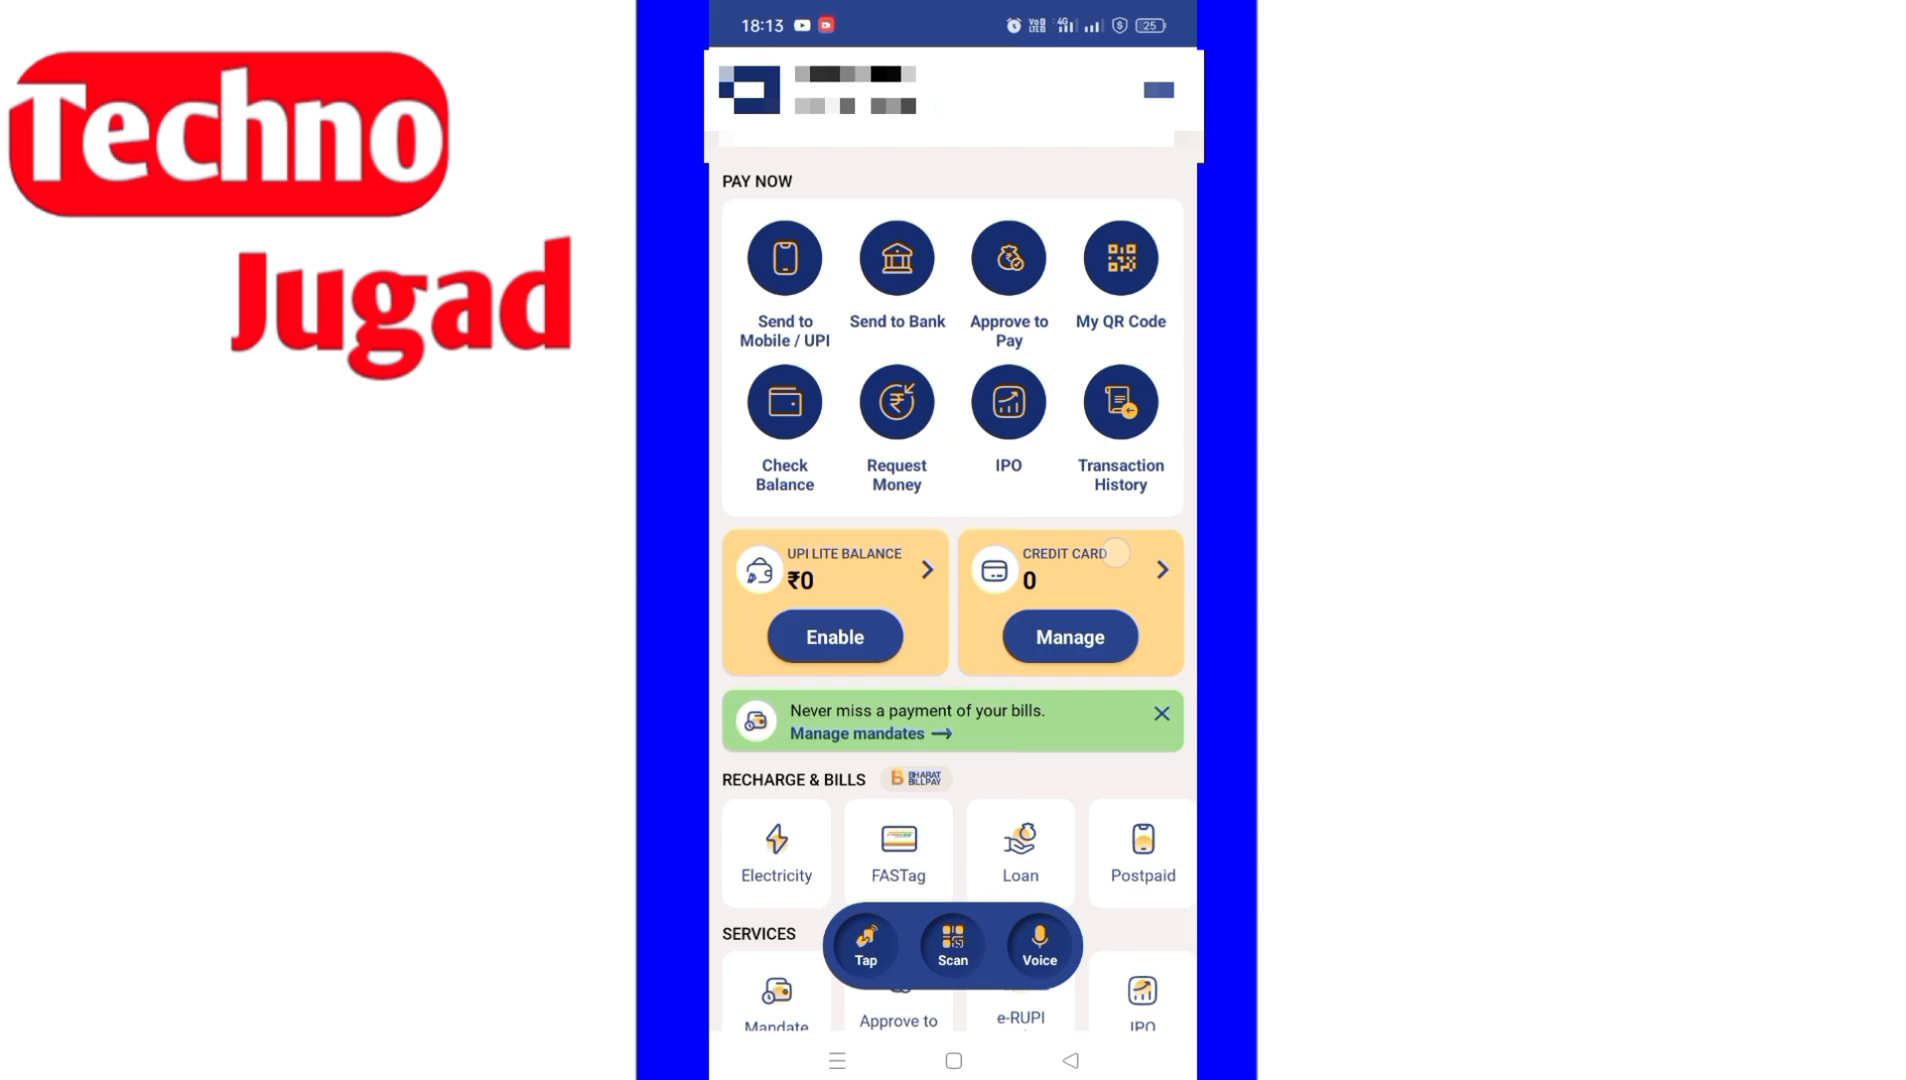 Techno
Jugad
18:13
Vo
LTE
4G
25
PAY NOW
Send to
Mobile / UPI
Send to Bank
Approve to
Pay
My QR Code
Check
Balance
Request
Money
IPO
Transaction
History
UPI LITE BALANCE
₹0
Enable
CREDIT CARD
0
Manage
Never miss a payment of your bills.
Manage mandates
RECHARGE & BILLS
B BHARAT
BILLPAY
Electricity
FASTag
Loan
Postpaid
SERVICES
Tap
Scan
Voice
Mandate
Approve to
e-RUPI
IPO